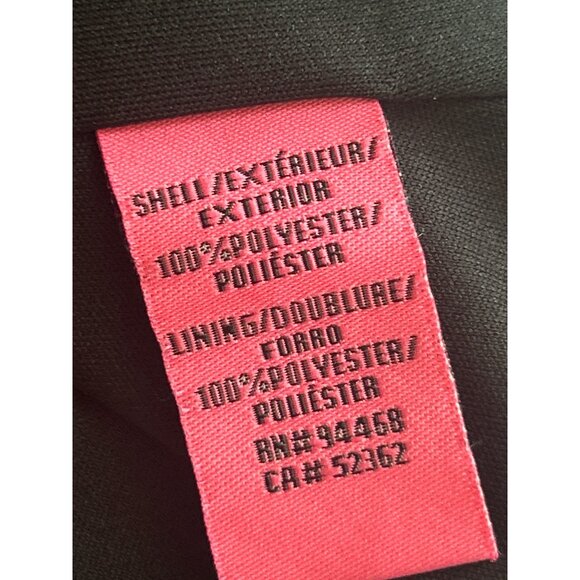 SHELL/EXTÉRIEUR/
EXTERIOR
100%POLYESTER/
POLIÉSTER
LINING/DOUBLURE/
FORRO
100%POLYESTER/
POLIÉSTER
RN# 94468
CA# 52362